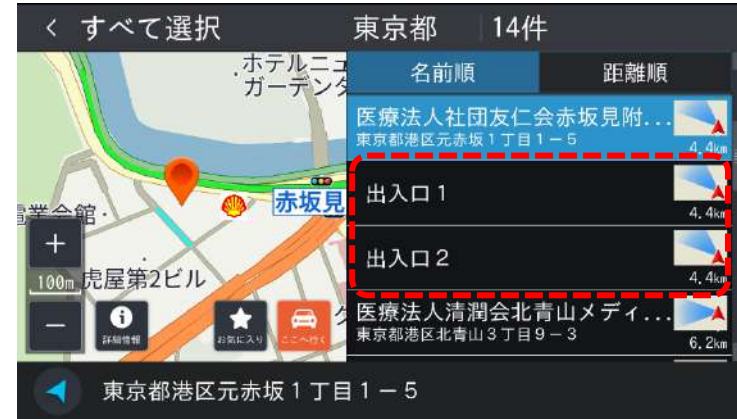 すべて選択
東京都 14件
名前順 距離順
ホテルニュ
ガーデンタ
赤坂見
業会館
虎屋第2ビル
+
100m
−
詳細情報
お気に入り
ここへ行く
医療法人社団友仁会赤坂見附...
東京都港区元赤坂1丁目1−5
4.4km
出入口1
4.4km
出入口2
4.4km
医療法人清潤会北青山メディ...
東京都港区北青山3丁目9−3
6.2km
東京都港区元赤坂1丁目1−5